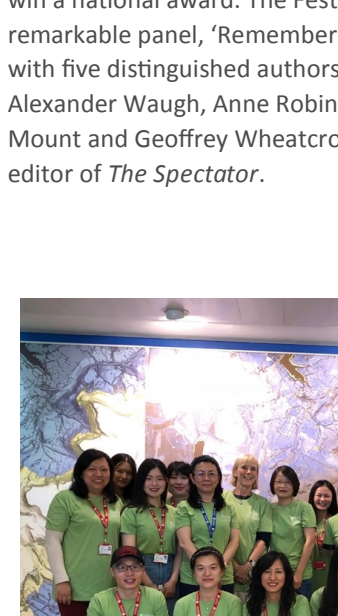 win a national award. The Fest
remarkable panel, ‘Remember
with five distinguished authors
Alexander Waugh, Anne Robin
Mount and Geoffrey Wheatcro
editor of The Spectator.